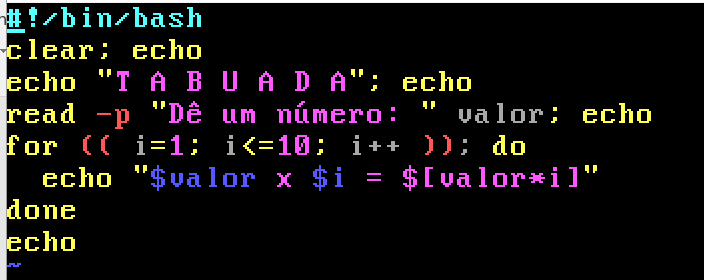 #!/bin/bash
clear; echo
echo "T A B U A D A"; echo
read -p "Dê um número: " valor; echo
for (( i=1; i<=10; i++ )); do
  echo "$valor x $i = $[valor*i]"
done
echo
~